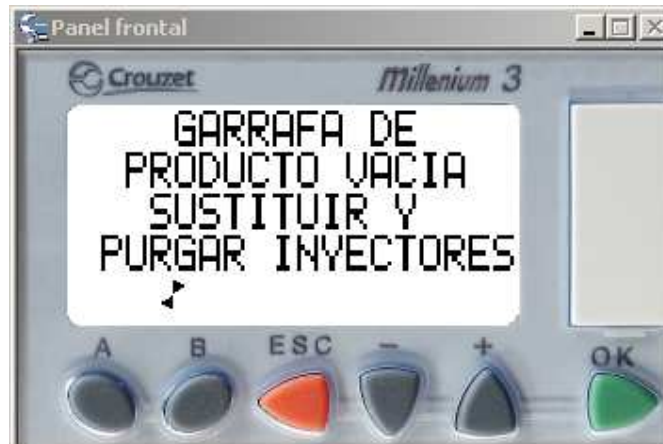 Panel frontal
Crouzet Millenium 3
GARRAFA DE
PRODUCTO VACIA
SUSTITUIR Y
PURGAR INYECTORES
A B ESC - + OK